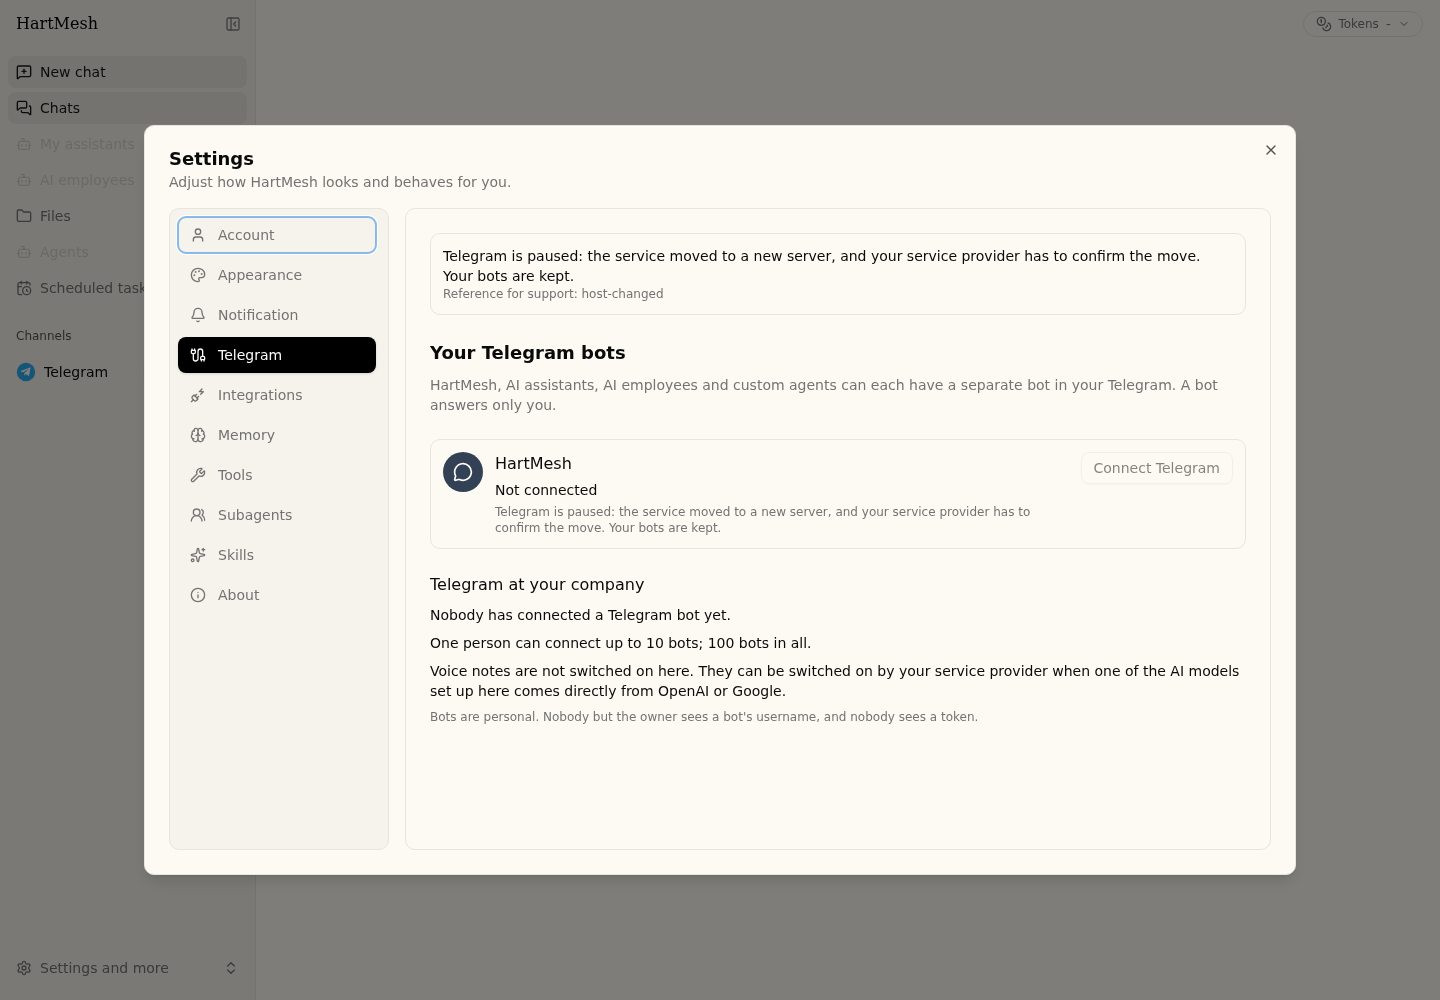 HartMesh
Tokens -
New chat
Chats
My assistants
AI employees
Files
Agents
Scheduled task
Channels
Telegram
Settings and more
Settings
Adjust how HartMesh looks and behaves for you.
Account
Appearance
Notification
Telegram
Integrations
Memory
Tools
Subagents
Skills
About
Telegram is paused: the service moved to a new server, and your service provider has to confirm the move.
Your bots are kept.
Reference for support: host-changed
Your Telegram bots
HartMesh, AI assistants, AI employees and custom agents can each have a separate bot in your Telegram. A bot
answers only you.
HartMesh
Connect Telegram
Not connected
Telegram is paused: the service moved to a new server, and your service provider has to
confirm the move. Your bots are kept.
Telegram at your company
Nobody has connected a Telegram bot yet.
One person can connect up to 10 bots; 100 bots in all.
Voice notes are not switched on here. They can be switched on by your service provider when one of the AI models
set up here comes directly from OpenAI or Google.
Bots are personal. Nobody but the owner sees a bot's username, and nobody sees a token.